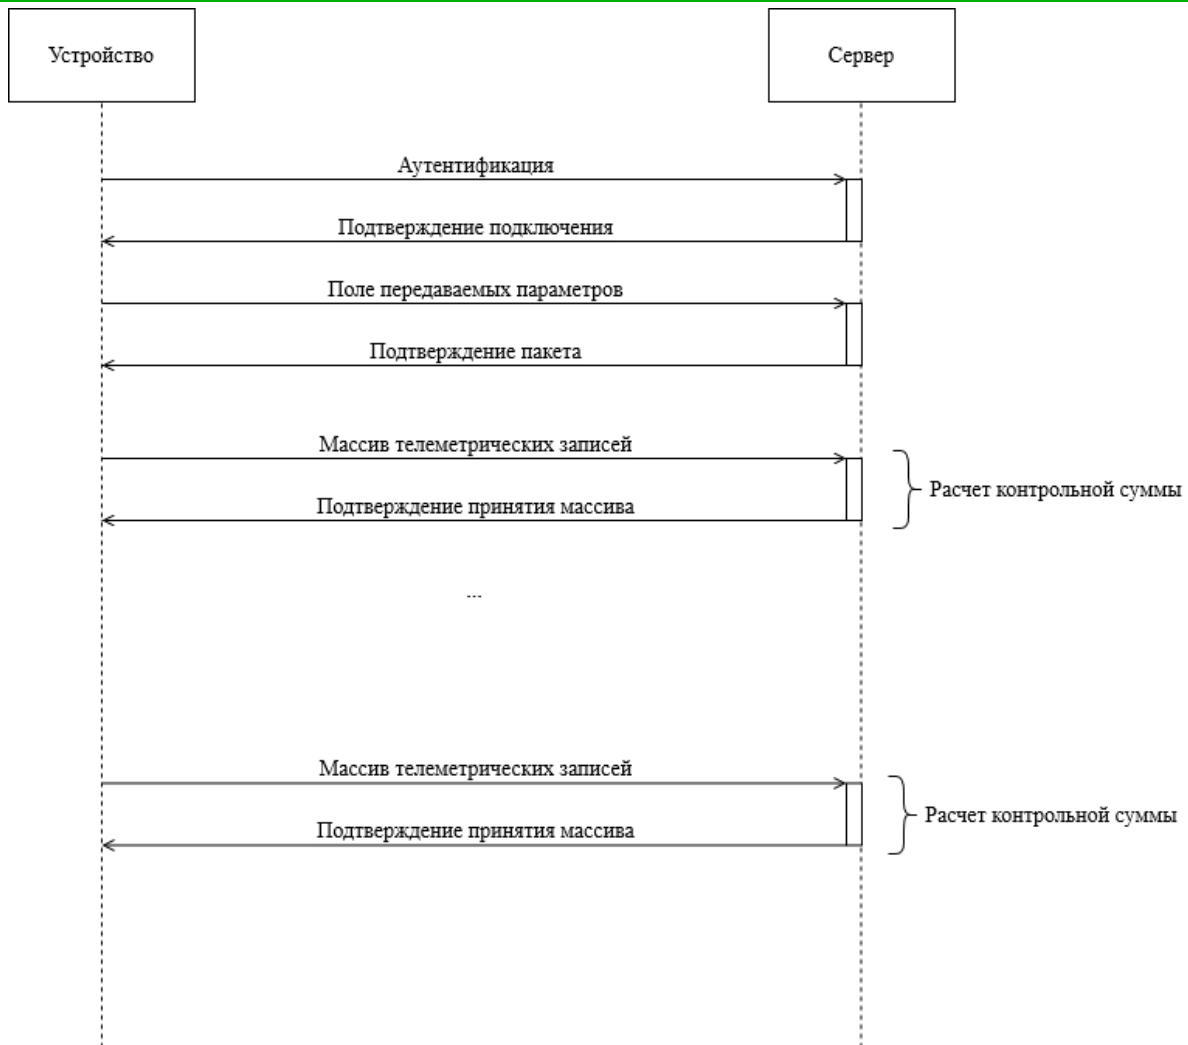 Устройство
Сервер
Аутентификация
Подтверждение подключения
Поле передаваемых параметров
Подтверждение пакета
Массив телеметрических записей
Расчет контрольной суммы
Подтверждение принятия массива
...
Массив телеметрических записей
Расчет контрольной суммы
Подтверждение принятия массива